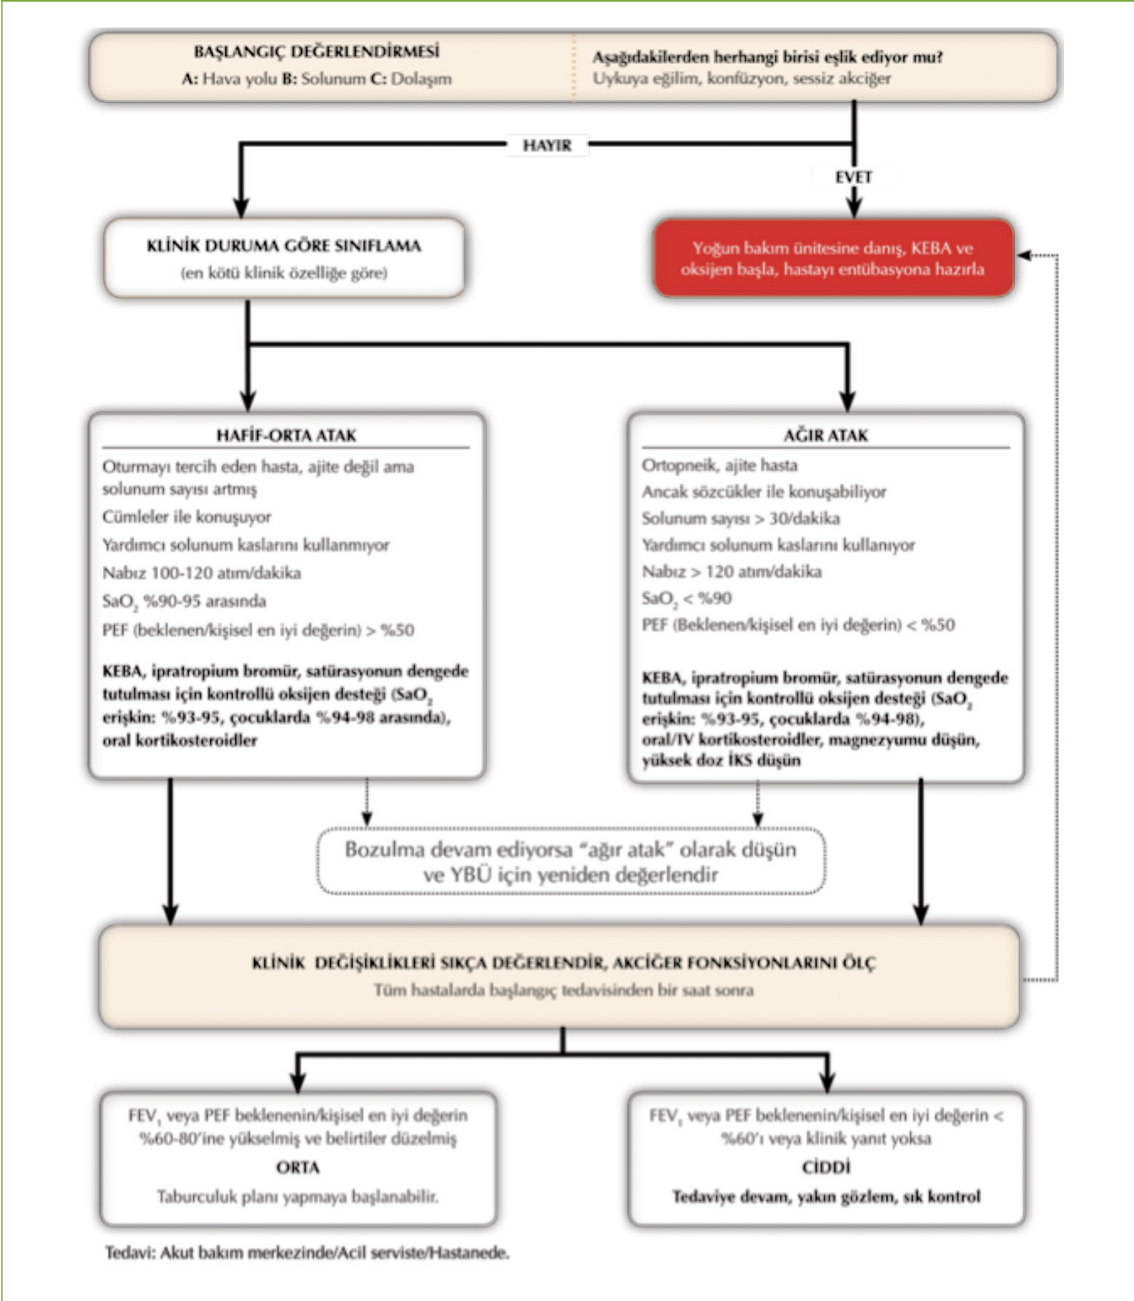 BAŞLANGIÇ DEĞERLENDİRMESİ
A: Hava yolu B: Solunum C: Dolaşım
Aşağıdakilerden herhangi birisi eşlik ediyor mu?
Uykuya eğilim, konfüzyon, sessiz akciğer
HAYIR
EVET
KLİNİK DURUMA GÖRE SINIFLAMA
(en kötü klinik özelliğe göre)
Yoğun bakım ünitesine danış, KEBA ve
oksijen başla, hastayı entübasyona hazırla
HAFİF-ORTA ATAK
Oturmayı tercih eden hasta, ajite değil ama
solunum sayısı artmış
Cümleler ile konuşuyor
Yardımcı solunum kaslarını kullanmıyor
Nabız 100-120 atım/dakika
SaO₂ %90-95 arasında
PEF (beklenen/kişisel en iyi değerin) > %50
KEBA, ipratropium bromür, satürasyonun dengede
tutulması için kontrollü oksijen desteği (SaO₂
erişkin: %93-95, çocuklarda %94-98 arasında),
oral kortikosteroidler
AĞIR ATAK
Ortopneik, ajite hasta
Ancak sözcükler ile konuşabiliyor
Solunum sayısı > 30/dakika
Yardımcı solunum kaslarını kullanıyor
Nabız > 120 atım/dakika
SaO₂ < %90
PEF (Beklenen/kişisel en iyi değerin) < %50
KEBA, ipratropium bromür, satürasyonun dengede
tutulması için kontrollü oksijen desteği (SaO₂
erişkin: %93-95, çocuklarda %94-98),
oral/IV kortikosteroidler, magnezyumu düşün,
yüksek doz İKS düşün
Bozulma devam ediyorsa “ağır atak” olarak düşün
ve YBÜ için yeniden değerlendir
KLİNİK DEĞİŞİKLİKLERİ SIKÇA DEĞERLENDİR, AKCİĞER FONKSİYONLARINI ÖLÇ
Tüm hastalarda başlangıç tedavisinden bir saat sonra
FEV₁ veya PEF beklenenin/kişisel en iyi değerin
%60-80’ine yükselmiş ve belirtiler düzelmiş
ORTA
Taburculuk planı yapmaya başlanabilir.
FEV₁ veya PEF beklenenin/kişisel en iyi değerin <
%60’ı veya klinik yanıt yoksa
CİDDİ
Tedaviye devam, yakın gözlem, sık kontrol
Tedavi: Akut bakım merkezinde/Acil serviste/Hastanede.